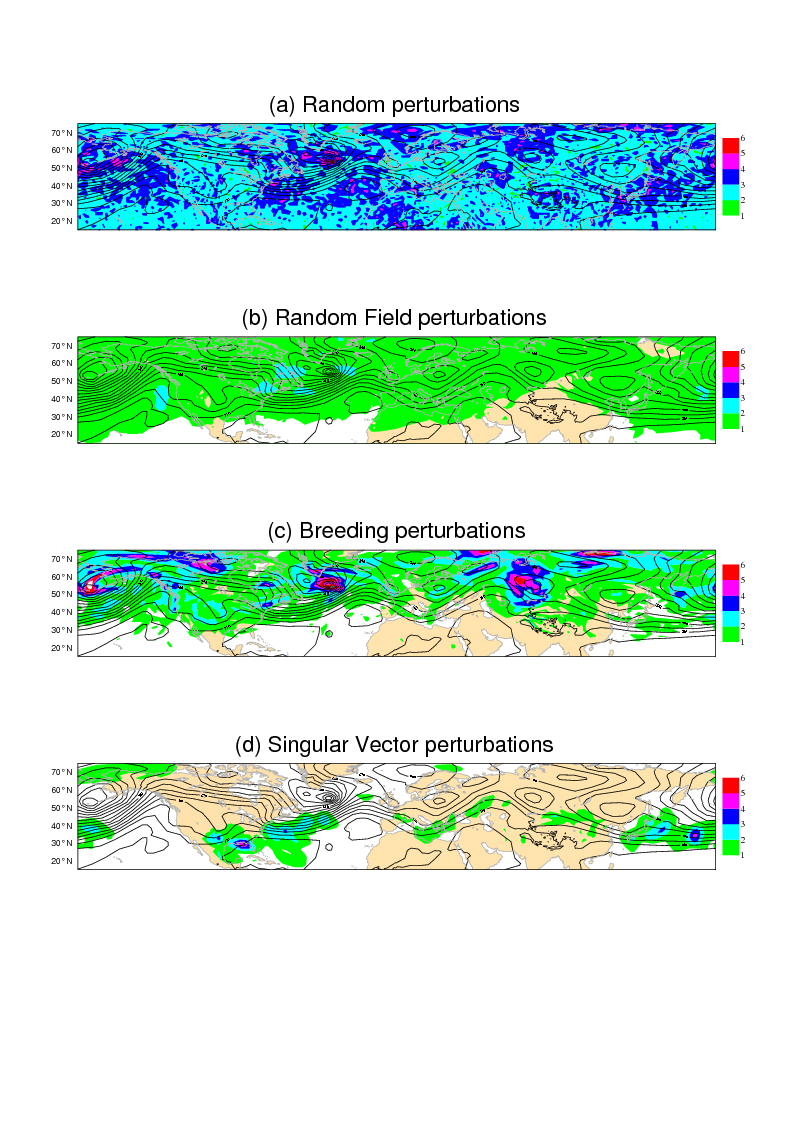 (a) Random perturbations
70°N
60°N
50°N
40°N
30°N
20°N
6
5
4
3
2
1
(b) Random Field perturbations
70°N
60°N
50°N
40°N
30°N
20°N
6
5
4
3
2
1
(c) Breeding perturbations
70°N
60°N
50°N
40°N
30°N
20°N
6
5
4
3
2
1
(d) Singular Vector perturbations
70°N
60°N
50°N
40°N
30°N
20°N
6
5
4
3
2
1